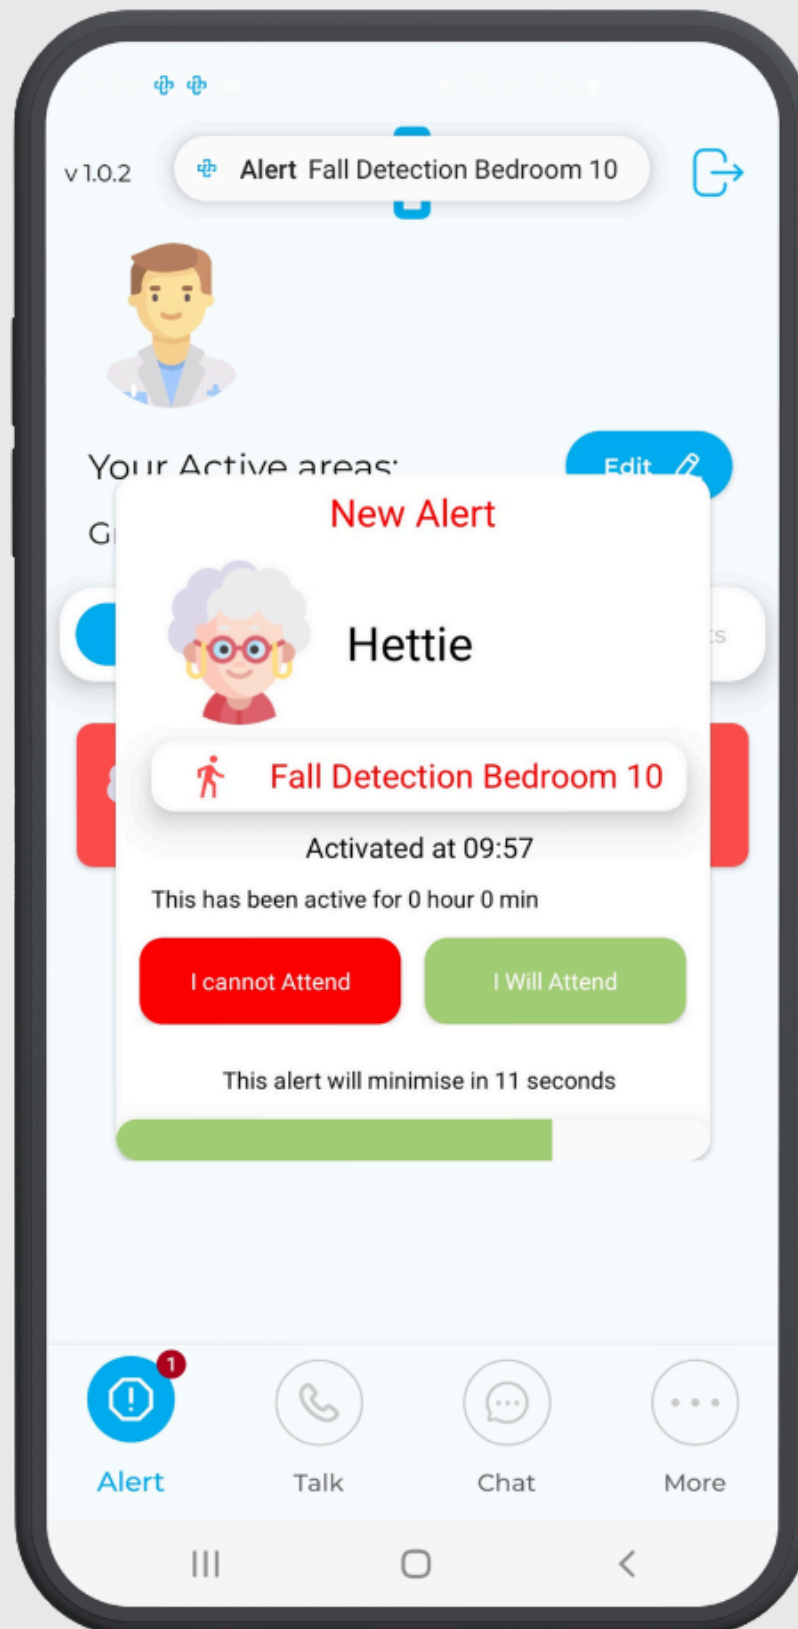 v 1.0.2
Alert Fall Detection Bedroom 10
Your Active areas:
Edit
New Alert
Hettie
Fall Detection Bedroom 10
Activated at 09:57
This has been active for 0 hour 0 min
I cannot Attend
I Will Attend
This alert will minimise in 11 seconds
1
Alert
Talk
Chat
More